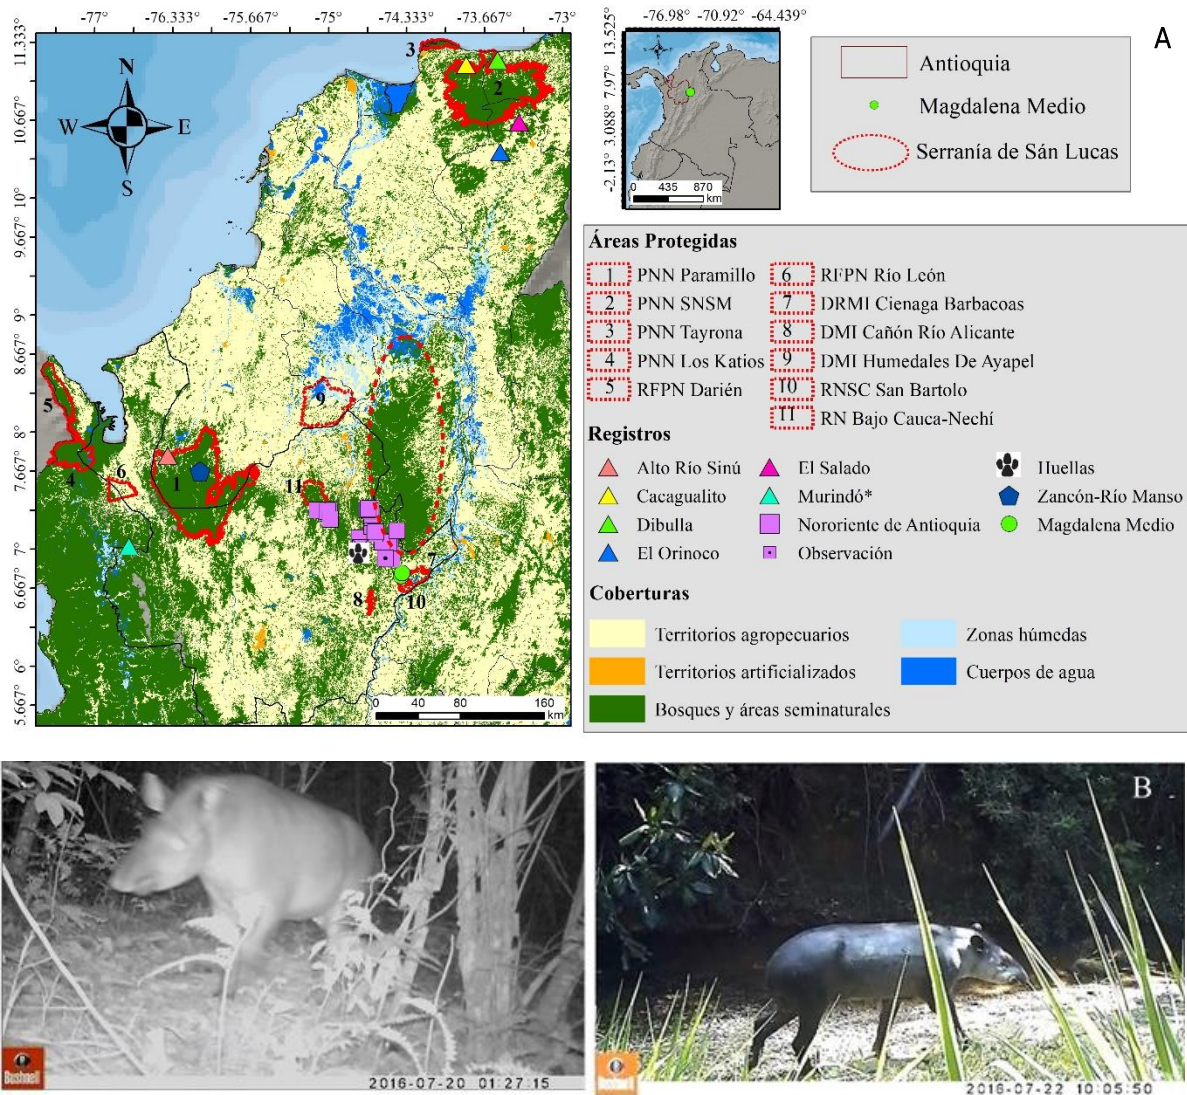 -77° -76.333° -75.667° -75° -74.333° -73.667° -73°
11.333°
10.667°
10°
9.667°
9°
8.667°
8°
7.667°
7°
6.667°
6°
5.667°
N
W E
S
3
2
5
4
6
1
9
11
7
8
10
0 40 80 160
km
-76.98° -70.92° -64.439°
13.525°
7.97°
3.088°
-2.13°
0 435 870
km
A
Antioquia
Magdalena Medio
Serranía de Sán Lucas
Áreas Protegidas
1 PNN Paramillo 6 RFPN Río León
2 PNN SNSM 7 DRMI Cienaga Barbacoas
3 PNN Tayrona 8 DMI Cañón Río Alicante
4 PNN Los Katios 9 DMI Humedales De Ayapel
5 RFPN Darién 10 RNSC San Bartolo
11 RN Bajo Cauca-Nechí
Registros
Alto Río Sinú El Salado Huellas
Cacagualito Murindó* Zancón-Río Manso
Dibulla Nororiente de Antioquia Magdalena Medio
El Orinoco Observación
Coberturas
Territorios agropecuarios Zonas húmedas
Territorios artificializados Cuerpos de agua
Bosques y áreas seminaturales
Bushnell
2016-07-20 01:27:15
B
Bushnell
2016-07-22 10:05:50